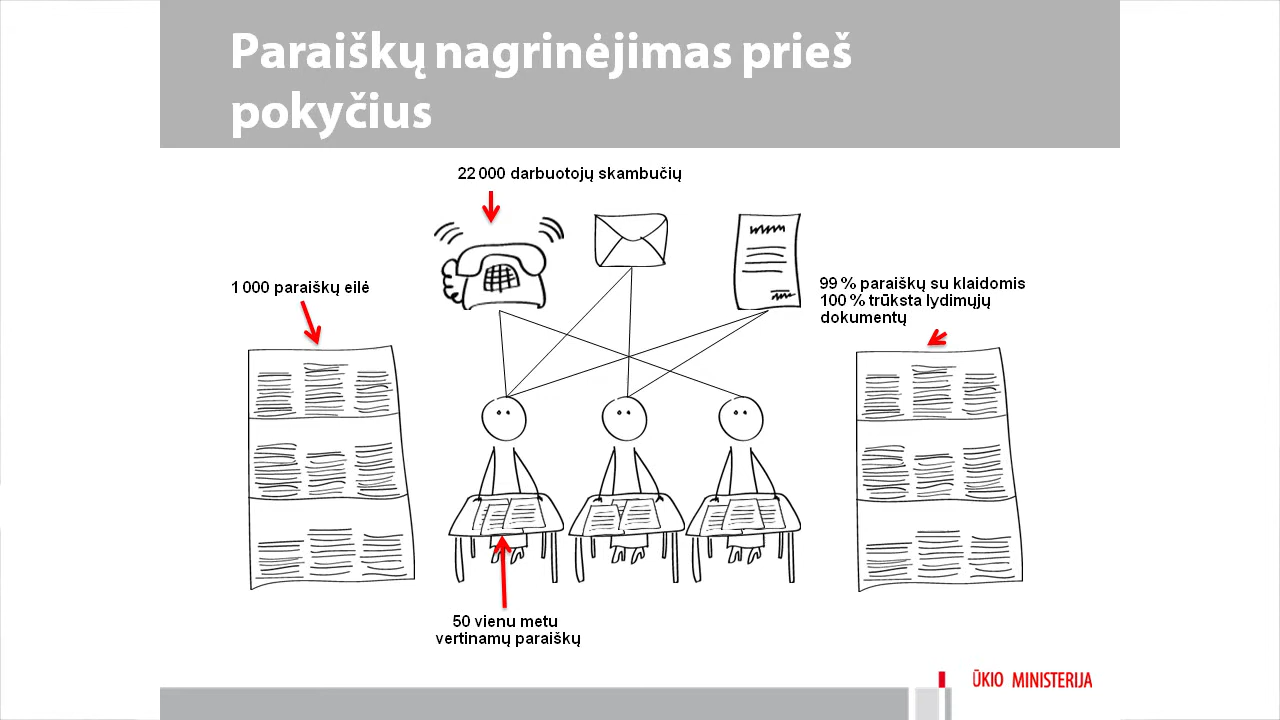 Paraiškų nagrinėjimas prieš
pokyčius
22 000 darbuotojų skambučių
1 000 paraiškų eilė
99 % paraiškų su klaidomis
100 % trūksta lydimųjų
dokumentų
50 vienu metu
vertinamų paraiškų
ŪKIO MINISTERIJA